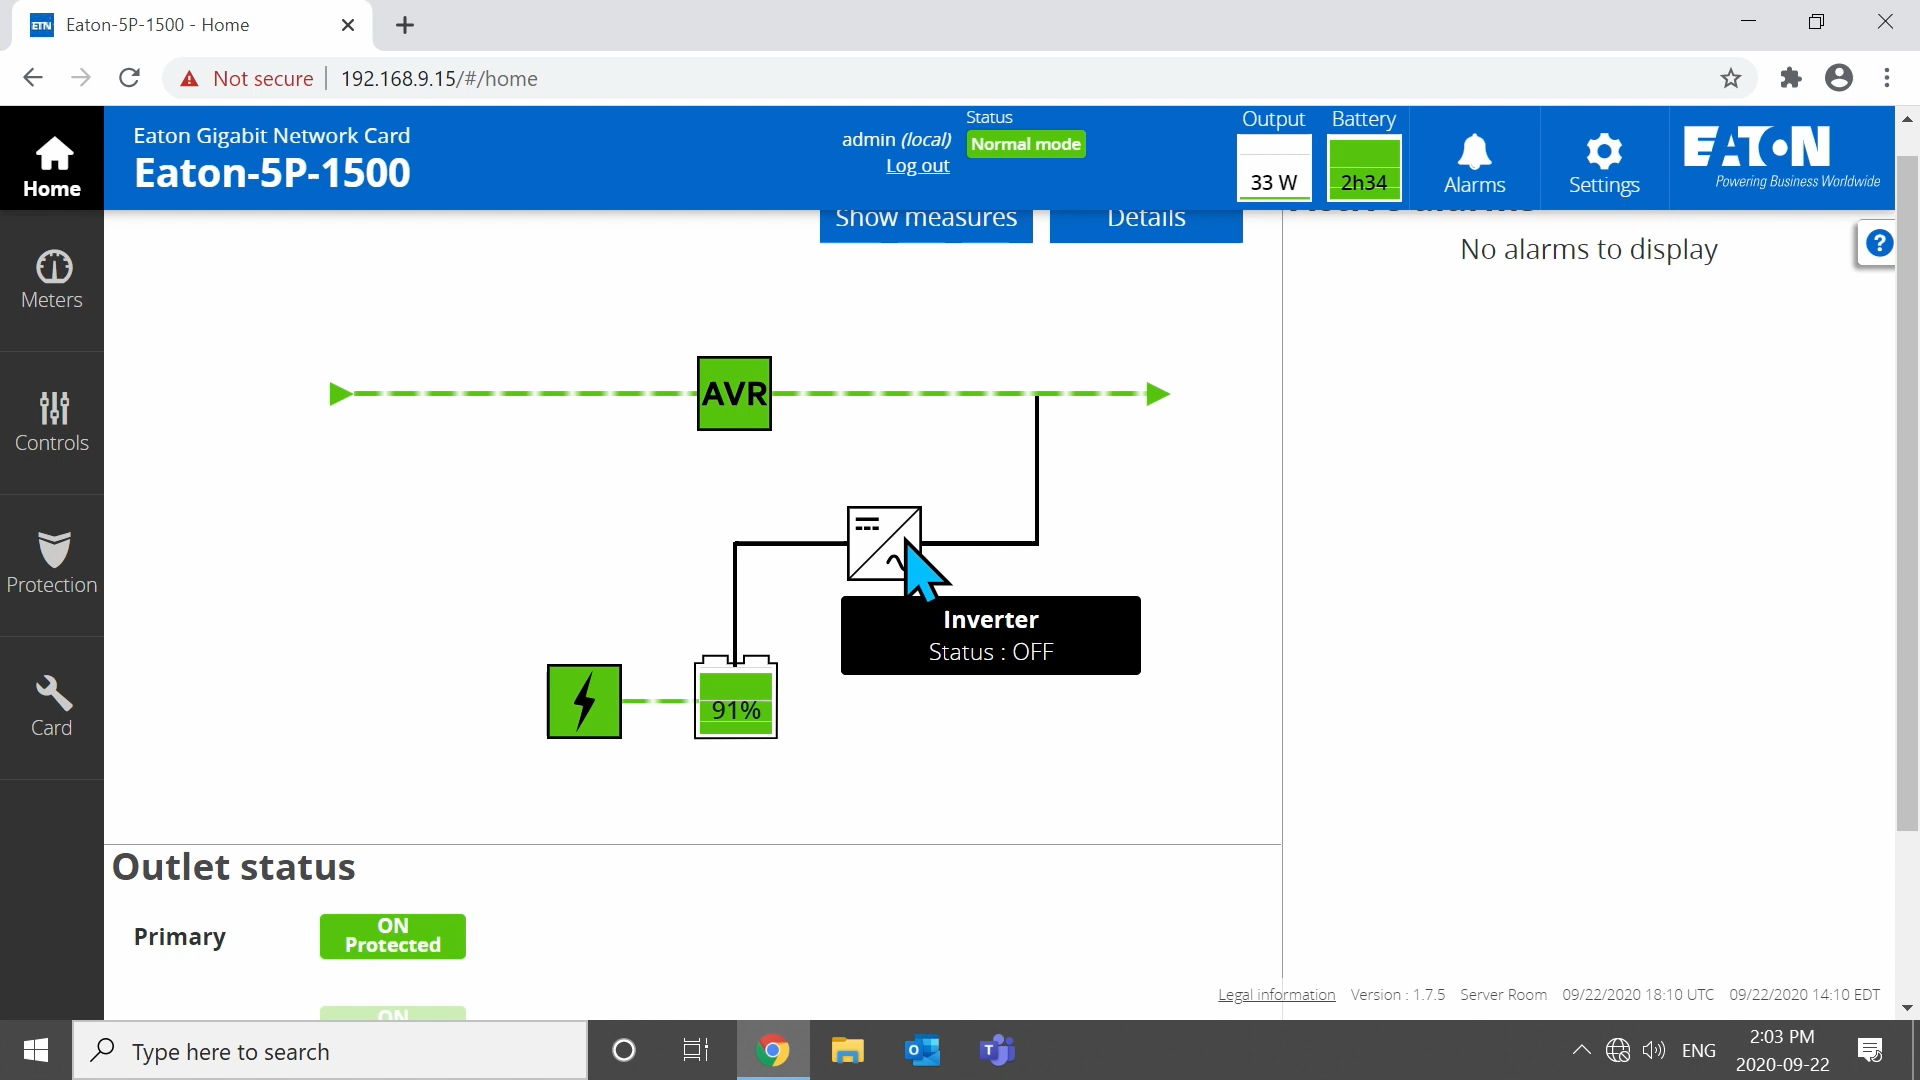 ETN
Eaton-5P-1500 - Home
Not secure
192.168.9.15/#/home
Home
Eaton Gigabit Network Card
Eaton-5P-1500
admin (local)
Log out
Status
Normal mode
Output
33 W
Battery
2h34
Alarms
Settings
EATON
Powering Business Worldwide
Show measures
Details
No alarms to display
?
Meters
Controls
Protection
Card
AVR
Inverter
Status : OFF
91%
Outlet status
Primary
ON
Protected
ON
Legal information
Version : 1.7.5
Server Room
09/22/2020 18:10 UTC
09/22/2020 14:10 EDT
Type here to search
ENG
2:03 PM
2020-09-22